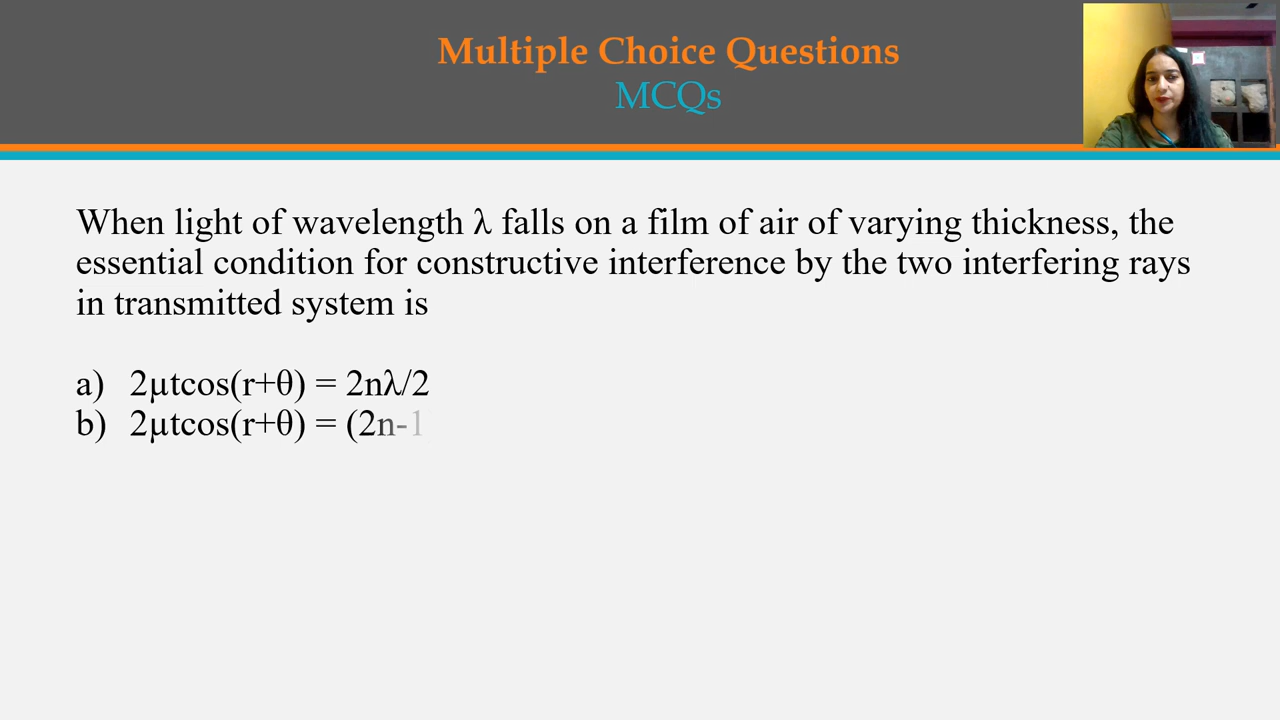 Multiple Choice Questions
MCQs
When light of wavelength λ falls on a film of air of varying thickness, the
essential condition for constructive interference by the two interfering rays
in transmitted system is
a) 2μtcos(r+θ) = 2nλ/2
b) 2μtcos(r+θ) = (2n-1